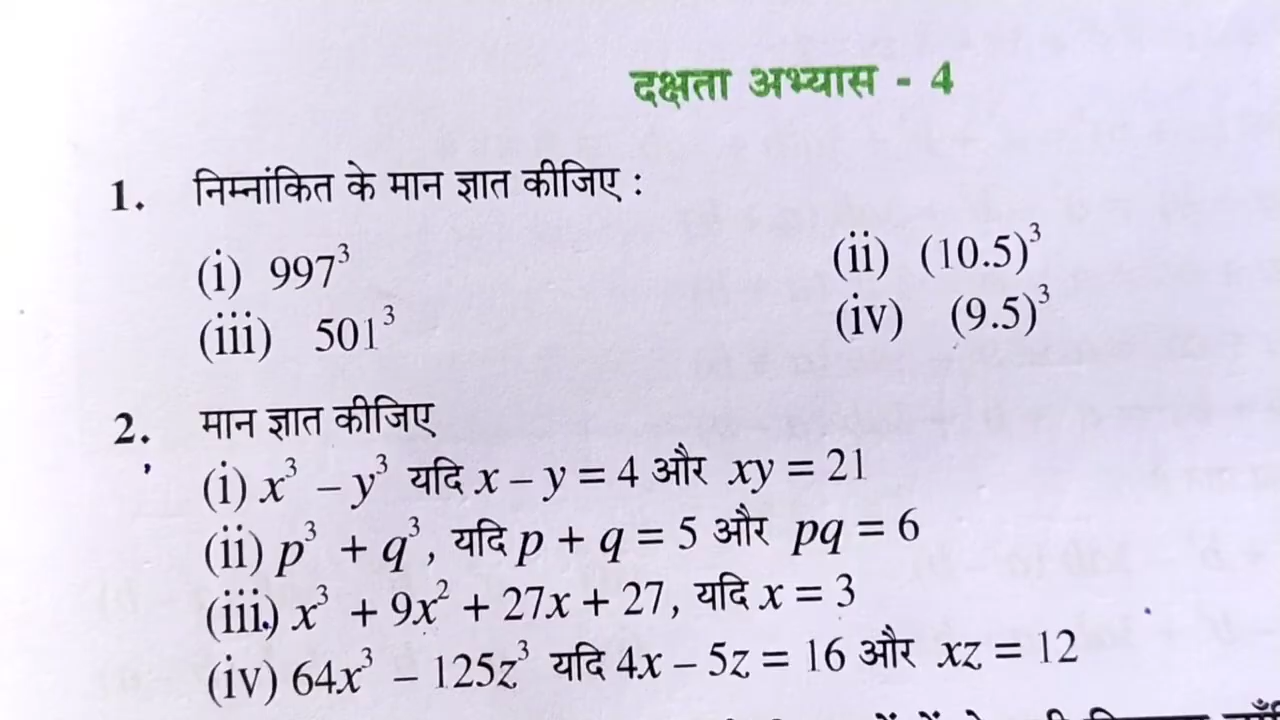 दक्षता अभ्यास - 4
1. निम्नांकित के मान ज्ञात कीजिए :
(i) 997³ (ii) (10.5)³
(iii) 501³ (iv) (9.5)³
2. मान ज्ञात कीजिए
(i) x³ – y³ यदि x – y = 4 और xy = 21
(ii) p³ + q³, यदि p + q = 5 और pq = 6
(iii) x³ + 9x² + 27x + 27, यदि x = 3
(iv) 64x³ – 125z³ यदि 4x – 5z = 16 और xz = 12